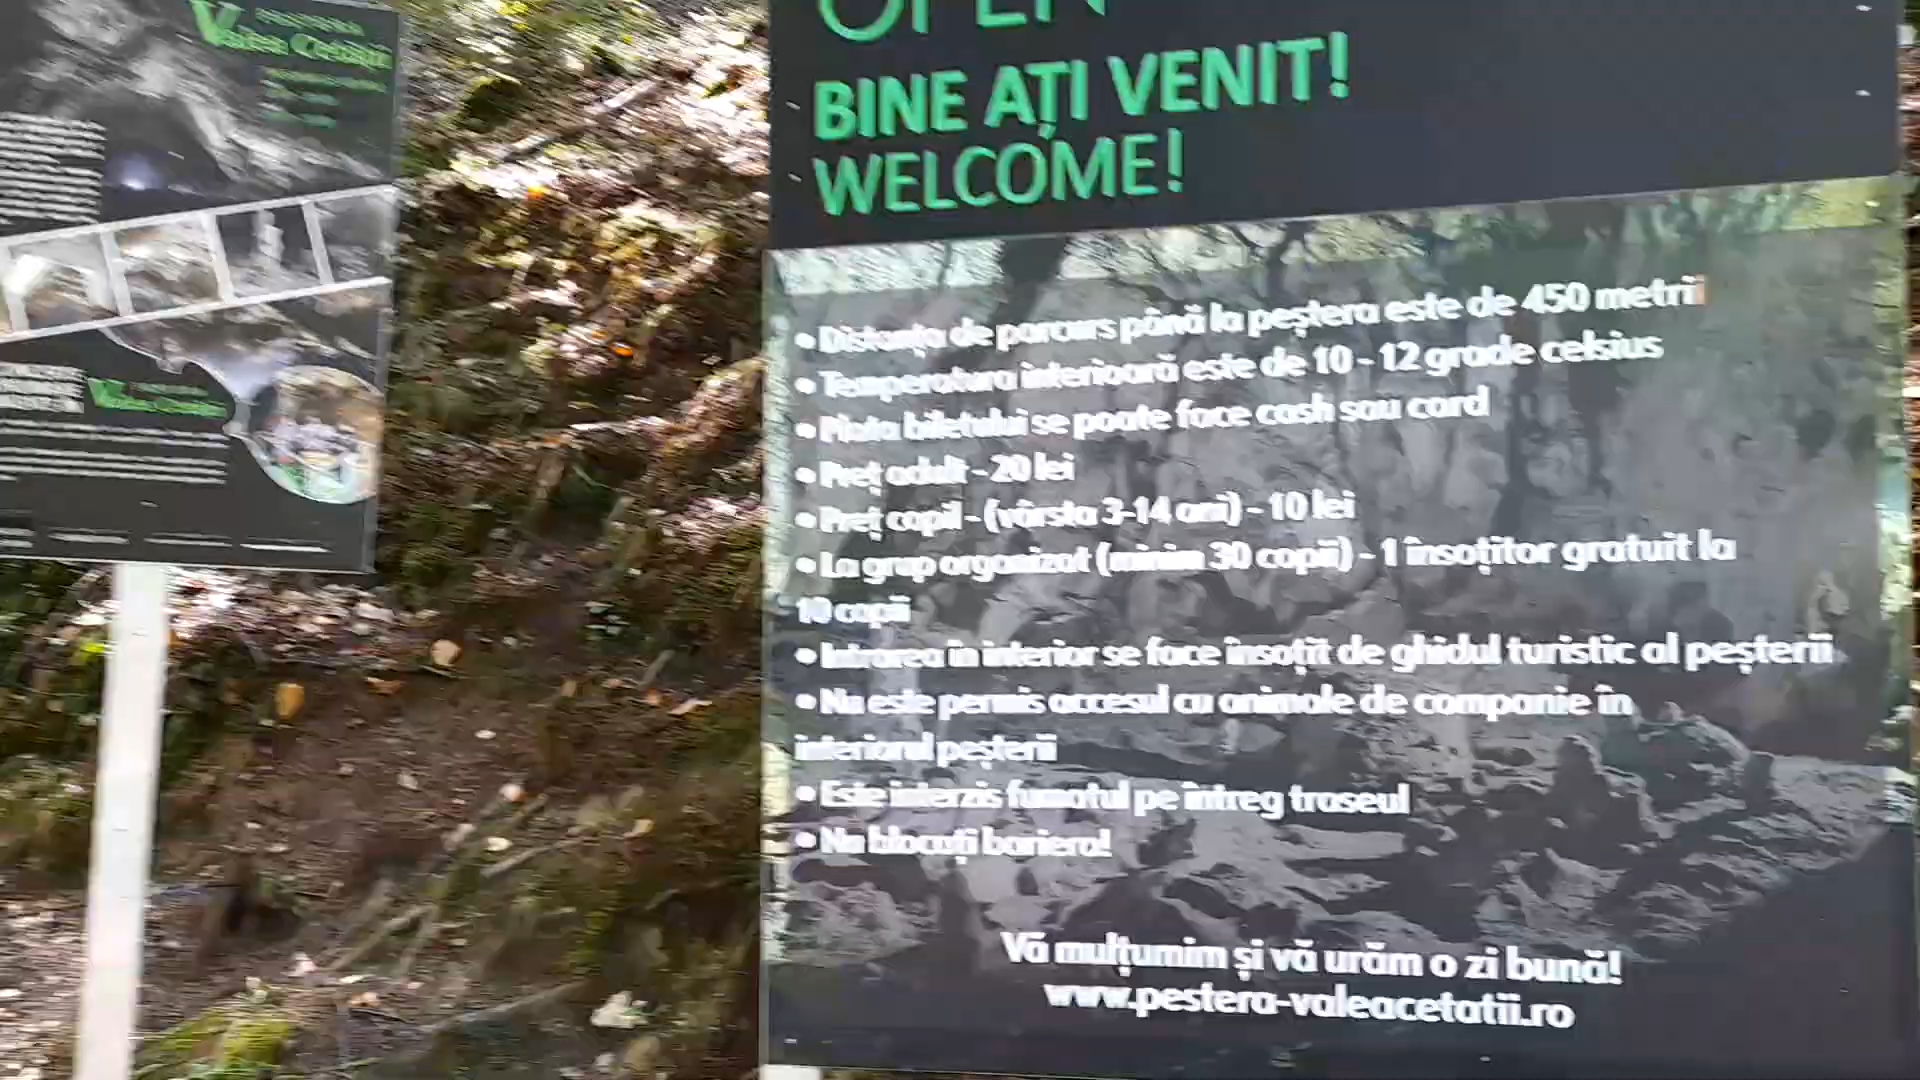 Valea Cetății
OPEN
BINE AȚI VENIT!
WELCOME!
• Distanța de parcurs până la peștera este de 450 metrii
• Temperatura interioară este de 10 - 12 grade celsius
• Plata biletului se poate face cash sau card
• Preț adult - 20 lei
• Preț copil - (vârsta 3-14 ani) - 10 lei
• La grup organizat (minim 30 copii) - 1 însoțitor gratuit la
10 copii
• Intrarea în interior se face însoțit de ghidul turistic al peșterii
• Nu este permis accesul cu animale de companie în
interiorul peșterii
• Este interzis fumatul pe întreg traseul
• Nu blocați bariera!
Vă mulțumim și vă urăm o zi bună!
www.pestera-valeacetatii.ro